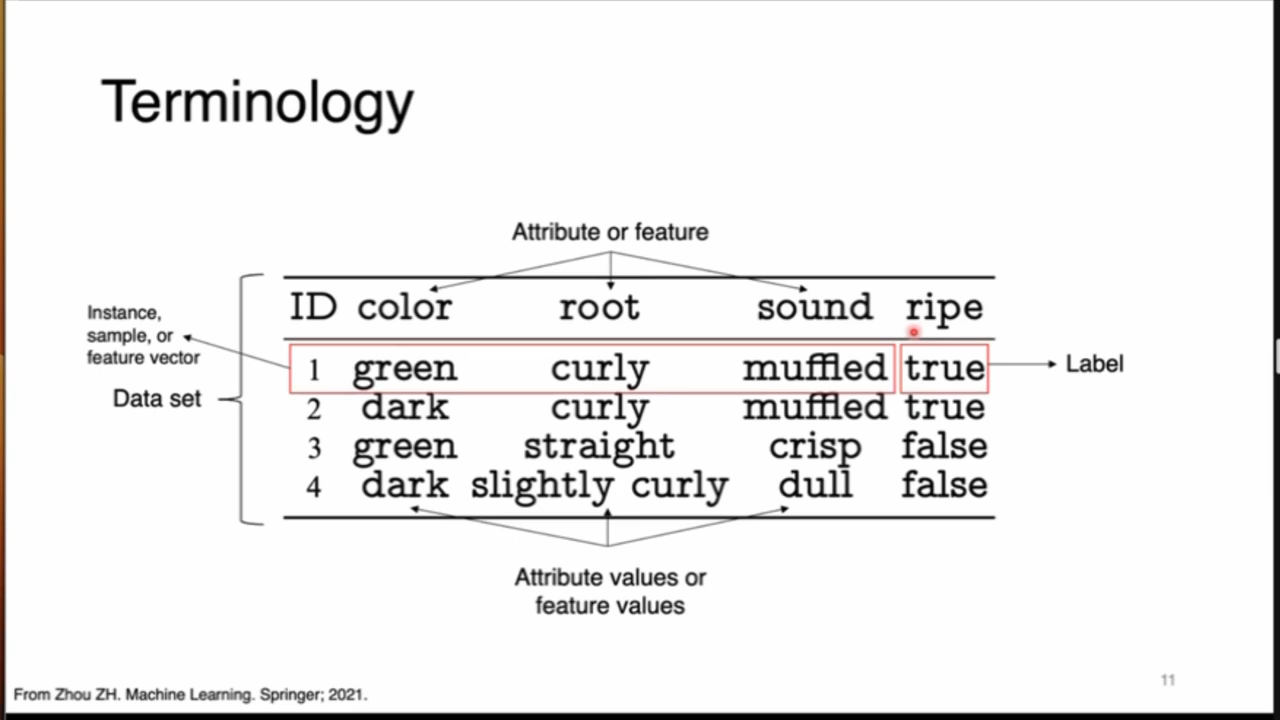 Terminology
Attribute or feature
ID color root sound ripe
Instance,
sample, or
feature vector
1 green curly muffled true
Label
Data set
2 dark curly muffled true
3 green straight crisp false
4 dark slightly curly dull false
Attribute values or
feature values
11
From Zhou ZH. Machine Learning. Springer; 2021.